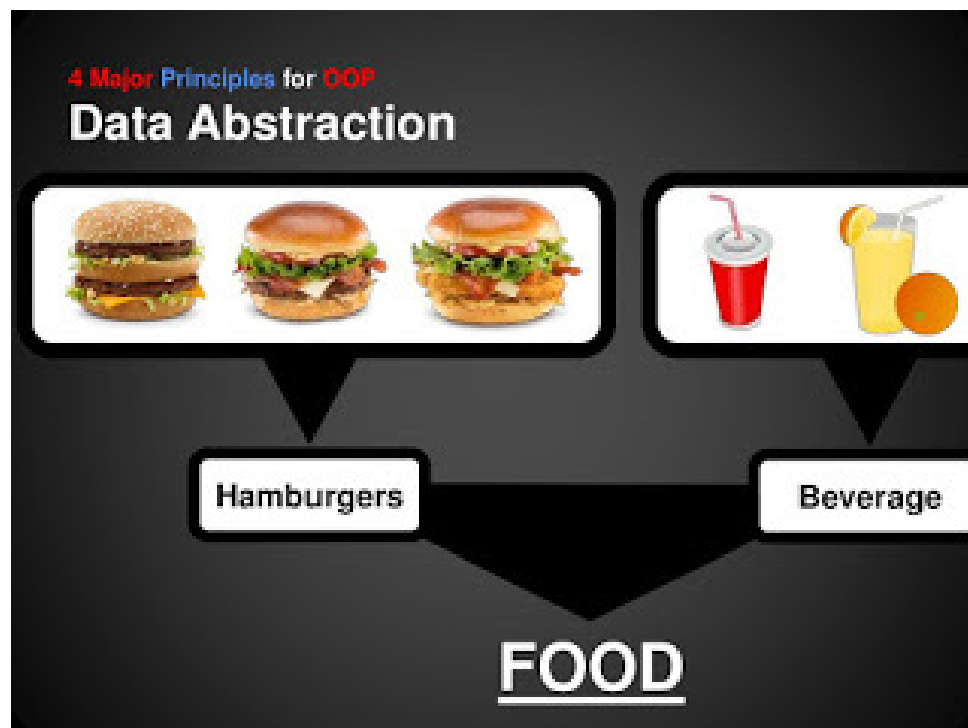 4 Major Principles for OOP
Data Abstraction
Hamburgers
Beverage
FOOD